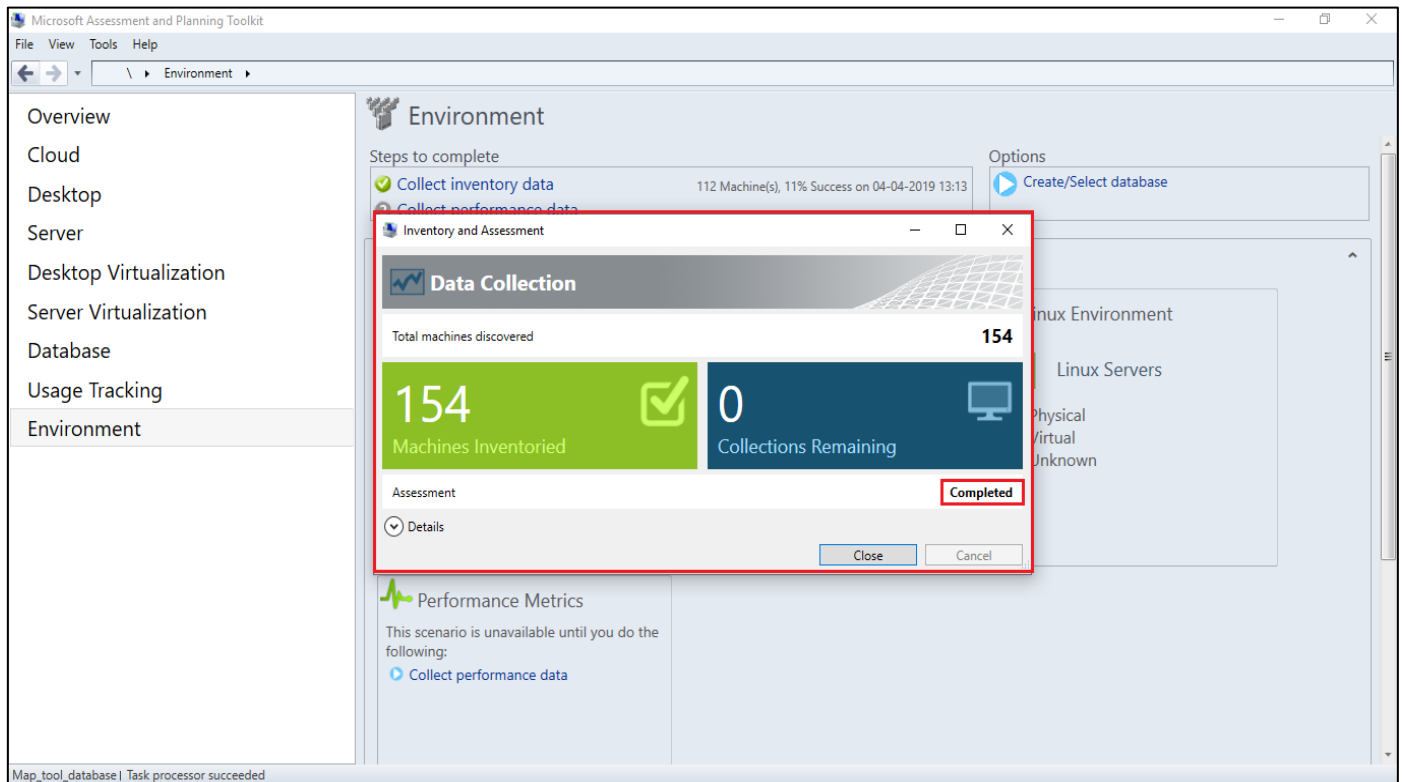 Microsoft Assessment and Planning Toolkit
File View Tools Help
\ Environment
Overview
Cloud
Desktop
Server
Desktop Virtualization
Server Virtualization
Database
Usage Tracking
Environment
Environment
Steps to complete
Collect inventory data 112 Machine(s), 11% Success on 04-04-2019 13:13
Collect performance data
Options
Create/Select database
Inventory and Assessment
Data Collection
Total machines discovered 154
154
Machines Inventoried
0
Collections Remaining
Assessment Completed
Details
Close Cancel
inux Environment
Linux Servers
Physical
Virtual
Unknown
Performance Metrics
This scenario is unavailable until you do the
following:
Collect performance data
Map_tool_database | Task processor succeeded